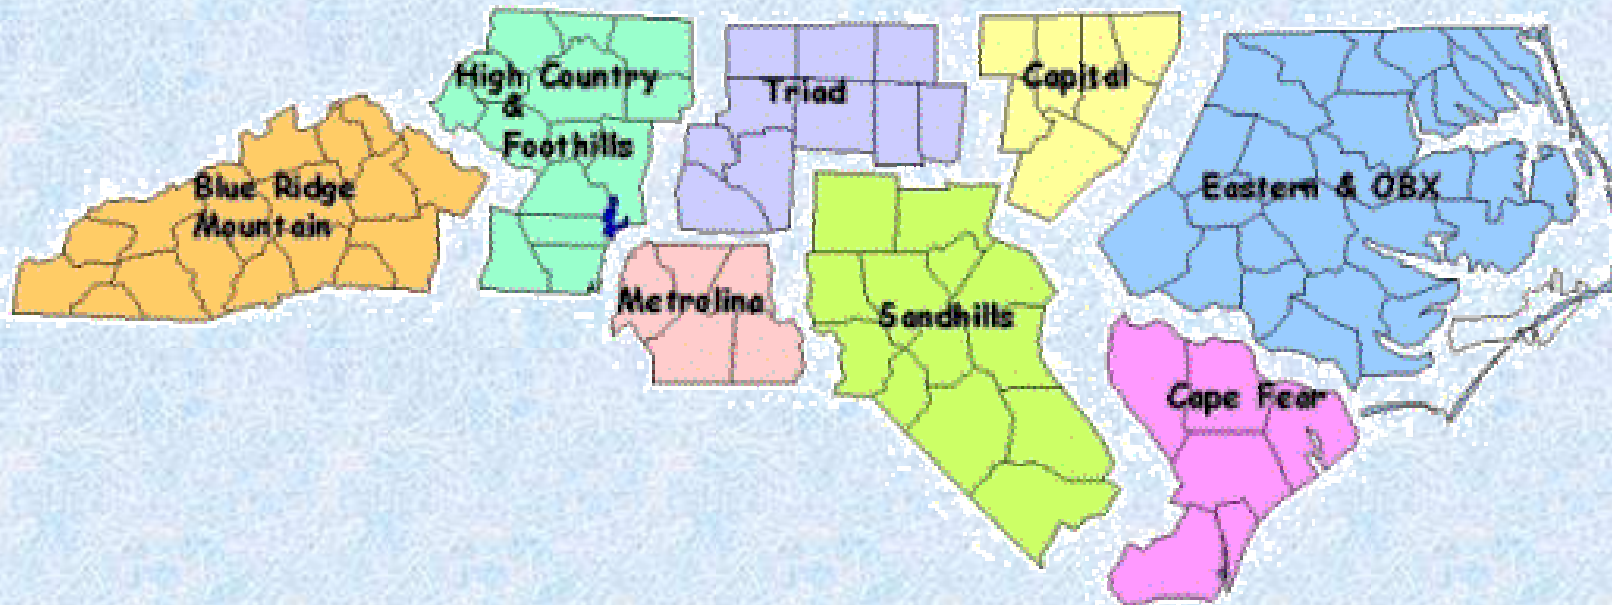 High Country
&
Foothills
Triad
Capital
Blue Ridge
Mountain
Eastern & OBX
Metrolina
Sandhills
Cape Fear